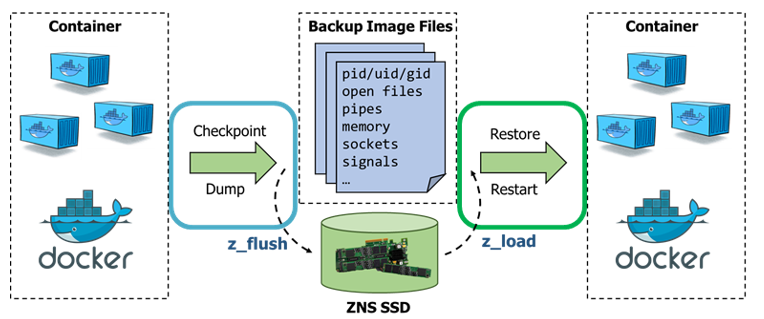 Container
docker
Checkpoint
Dump
z_flush
Backup Image Files
pid/uid/gid
open files
pipes
memory
sockets
signals
…
ZNS SSD
Restore
Restart
z_load
Container
docker